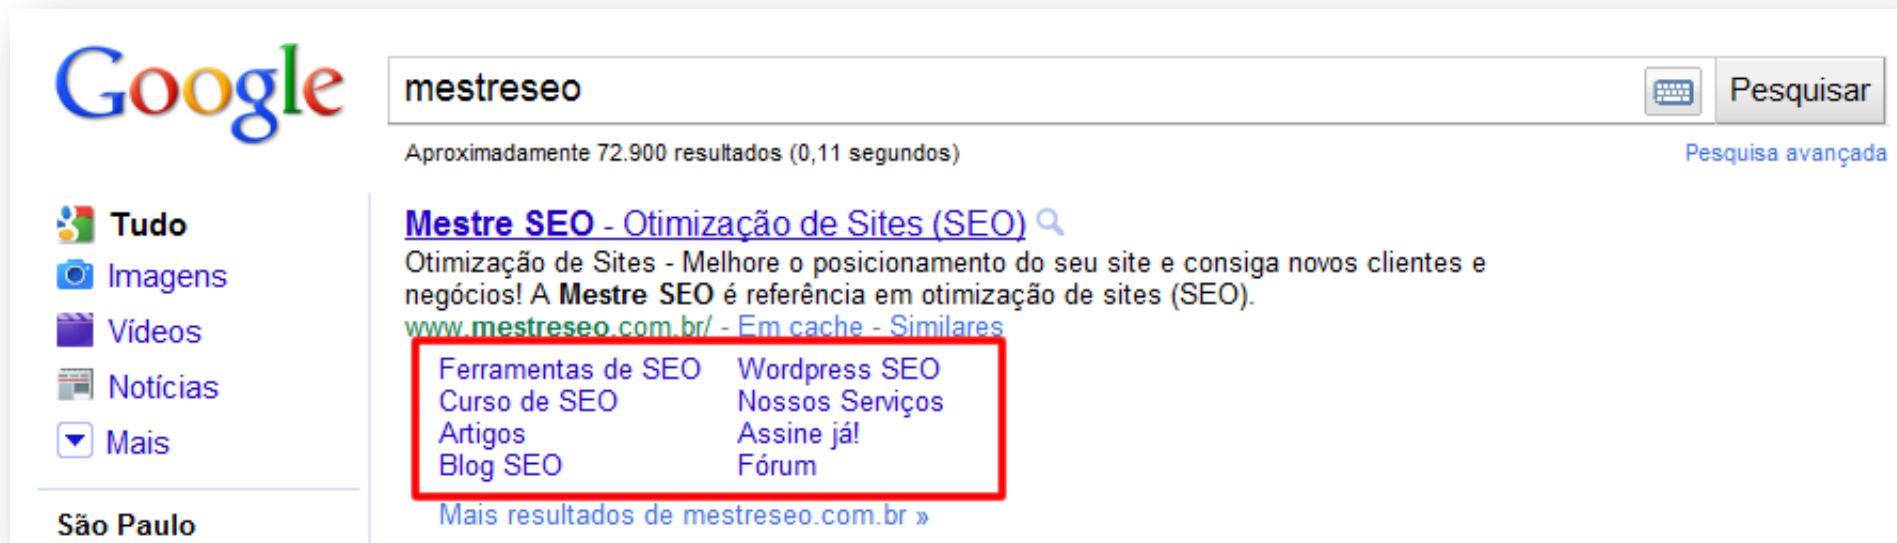 Google
mestreseo
Pesquisar
Aproximadamente 72.900 resultados (0,11 segundos)
Pesquisa avançada
Tudo
Imagens
Vídeos
Notícias
Mais
São Paulo
Mestre SEO - Otimização de Sites (SEO)
Otimização de Sites - Melhore o posicionamento do seu site e consiga novos clientes e
negócios! A Mestre SEO é referência em otimização de sites (SEO).
www.mestreseo.com.br/ - Em cache - Similares
Ferramentas de SEO Wordpress SEO
Curso de SEO Nossos Serviços
Artigos Assine já!
Blog SEO Fórum
Mais resultados de mestreseo.com.br »